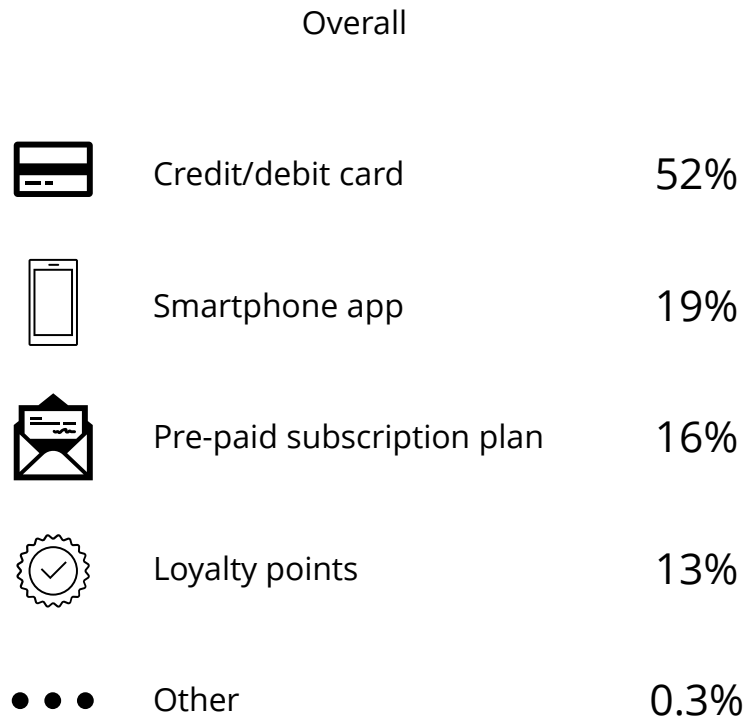 Overall
Credit/debit card 52%
Smartphone app 19%
Pre-paid subscription plan 16%
Loyalty points 13%
Other 0.3%